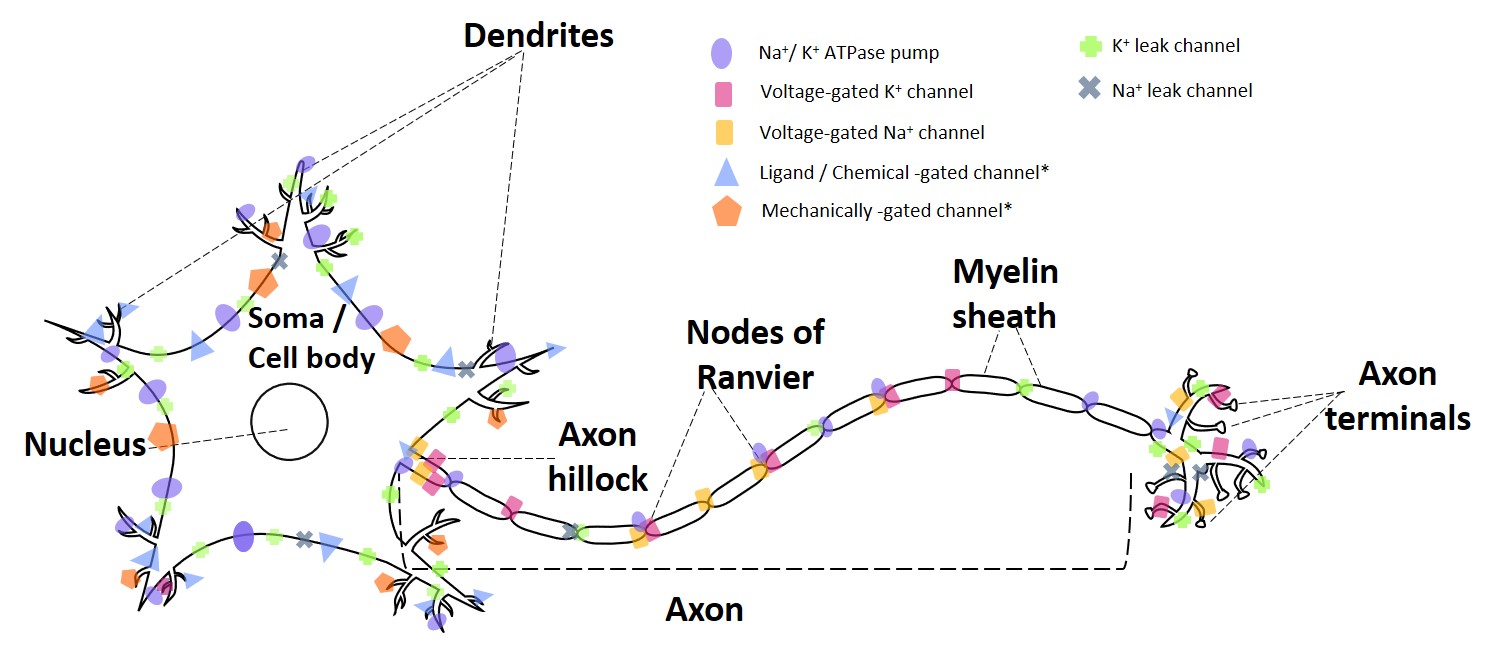 Dendrites
Na⁺/ K⁺ ATPase pump
Voltage-gated K⁺ channel
Voltage-gated Na⁺ channel
Ligand / Chemical -gated channel*
Mechanically -gated channel*
K⁺ leak channel
Na⁺ leak channel
Soma /
Cell body
Nucleus
Axon
hillock
Nodes of
Ranvier
Myelin
sheath
Axon
terminals
Axon